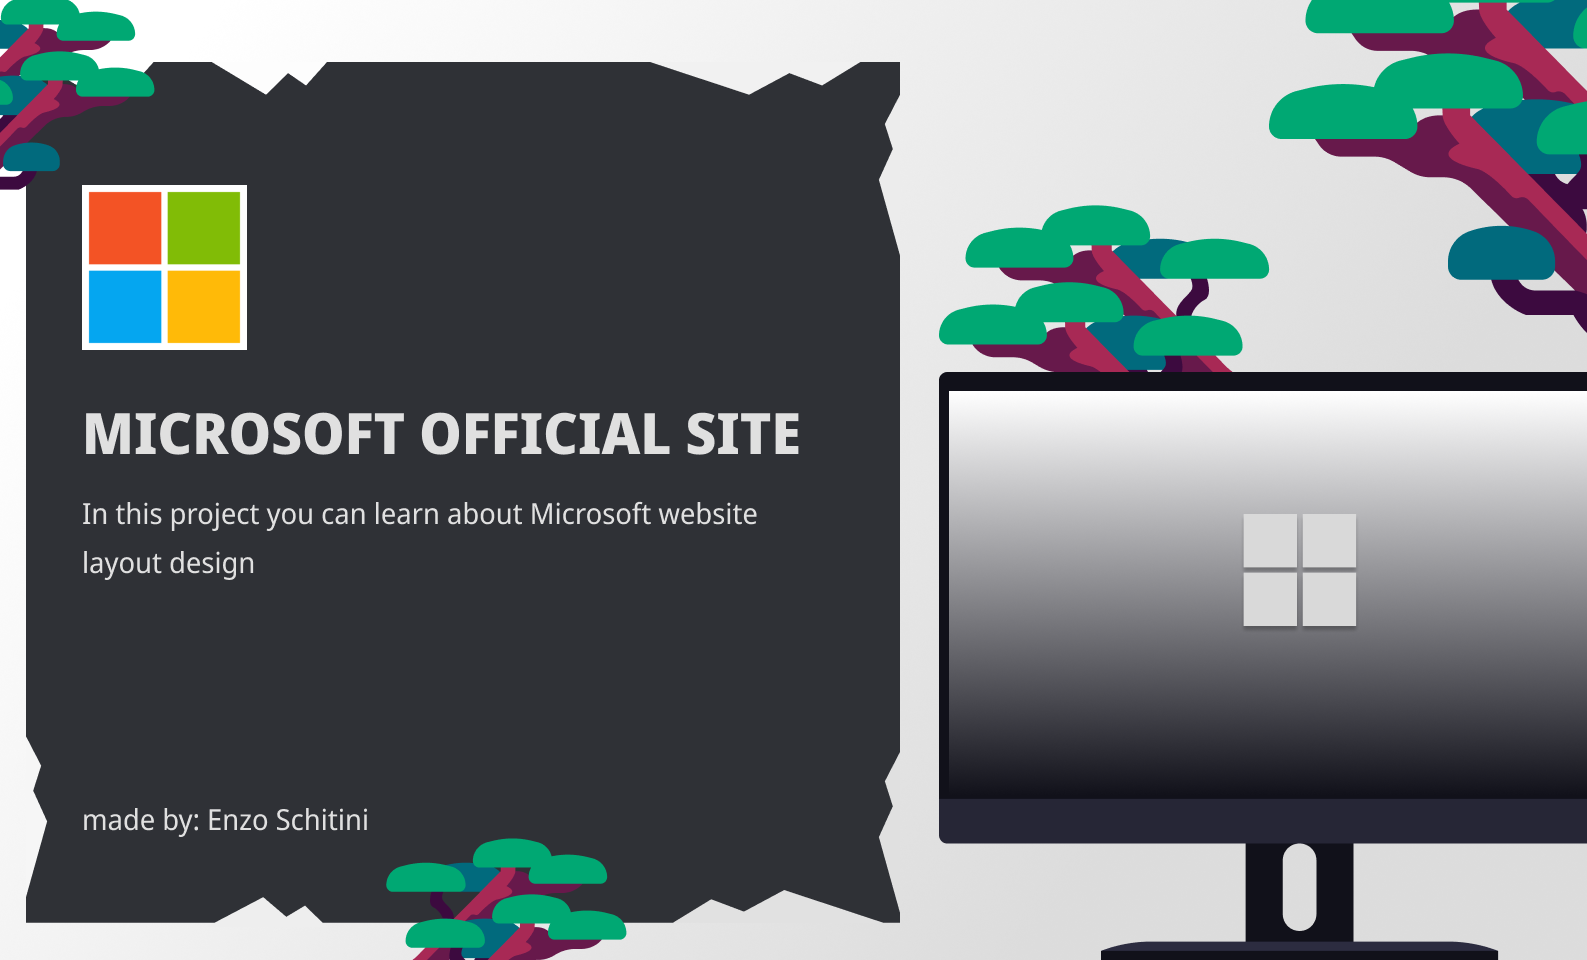 MICROSOFT OFFICIAL SITE
In this project you can learn about Microsoft website
layout design
made by: Enzo Schitini